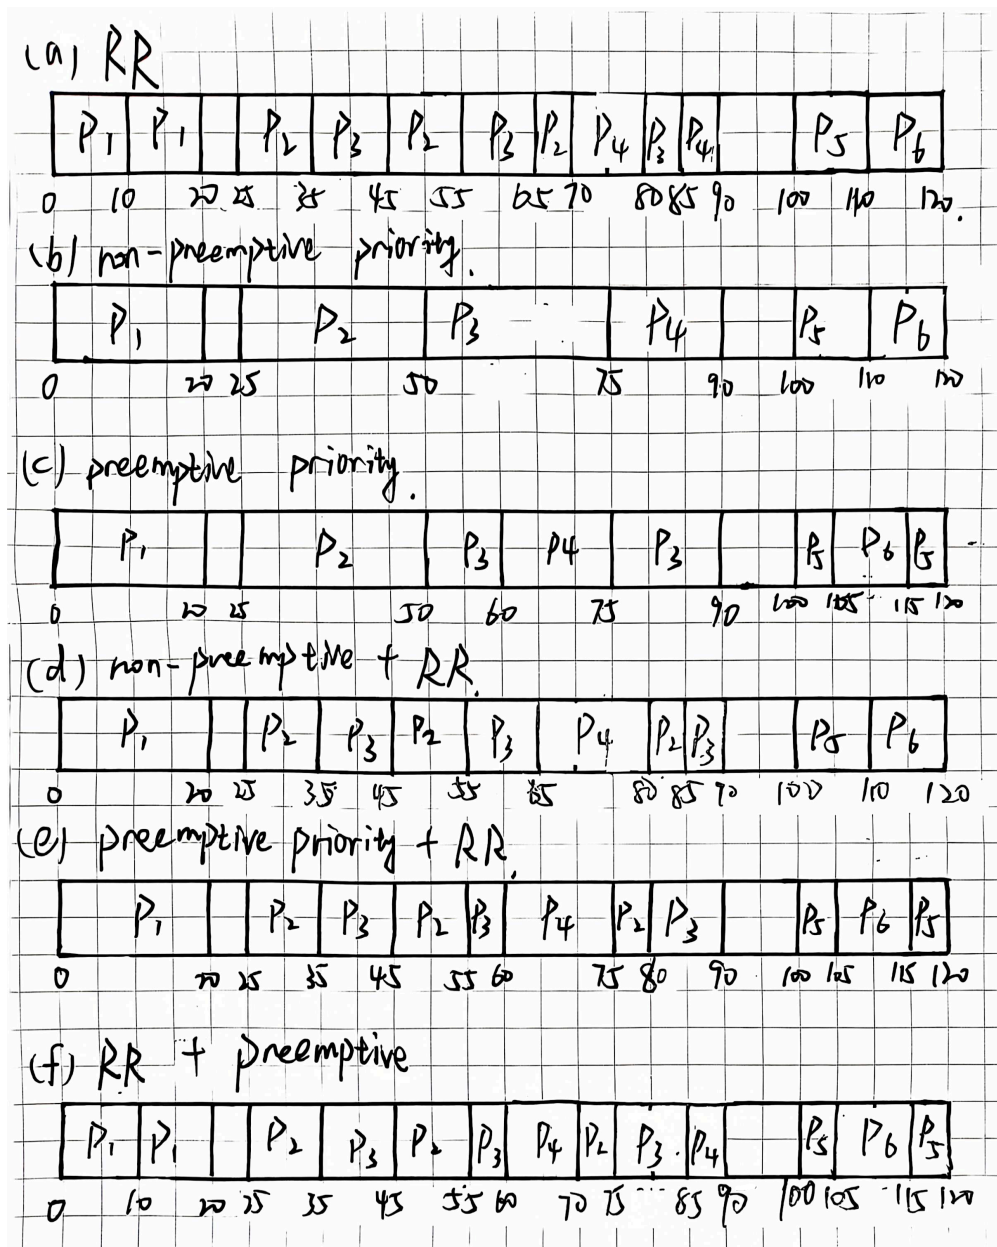 (a) RR
P1 P1 P2 P3 P2 P3 P2 P4 P3 P4 P5 P6
0 10 20 25 35 45 55 65 70 80 85 90 100 110 120.
(b) non-preemptive priority.
P1 P2 P3 P4 P5 P6
0 20 25 50 75 90 100 110 120
(c) preemptive priority.
P1 P2 P3 P4 P3 P5 P6 P5
0 20 25 50 60 75 90 100 105 115 120
(d) non-preemptive + RR.
P1 P2 P3 P2 P3 P4 P2 P3 P5 P6
0 20 25 35 45 55 65 80 85 90 100 110 120
(e) preemptive priority + RR.
P1 P2 P3 P2 P3 P4 P2 P3 P5 P6 P5
0 20 25 35 45 55 60 75 80 90 100 105 115 120
(f) RR + preemptive
P1 P1 P2 P3 P2 P3 P4 P2 P3 P4 P5 P6 P5
0 10 20 25 35 45 55 60 70 75 85 90 100 105 115 120